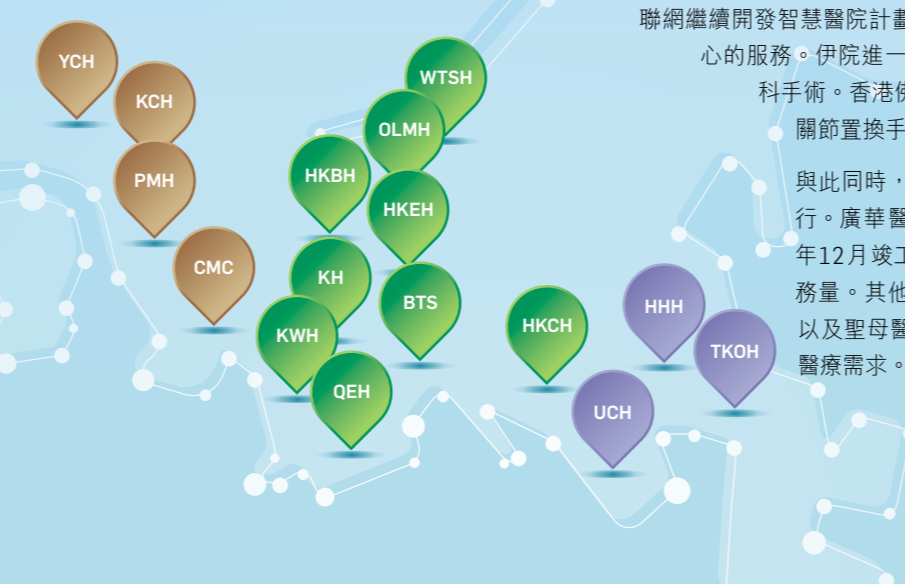 聯網繼續開發智慧醫院計畫
心的服務。伊院進一
科手術。香港佛
關節置換手
與此同時，
行。廣華醫
年12月竣工
務量。其他
以及聖母醫
醫療需求。
YCH
KCH
PMH
CMC
WTSH
OLMH
HKBH
HKEH
KH
BTS
KWH
QEH
HKCH
HHH
TKOH
UCH